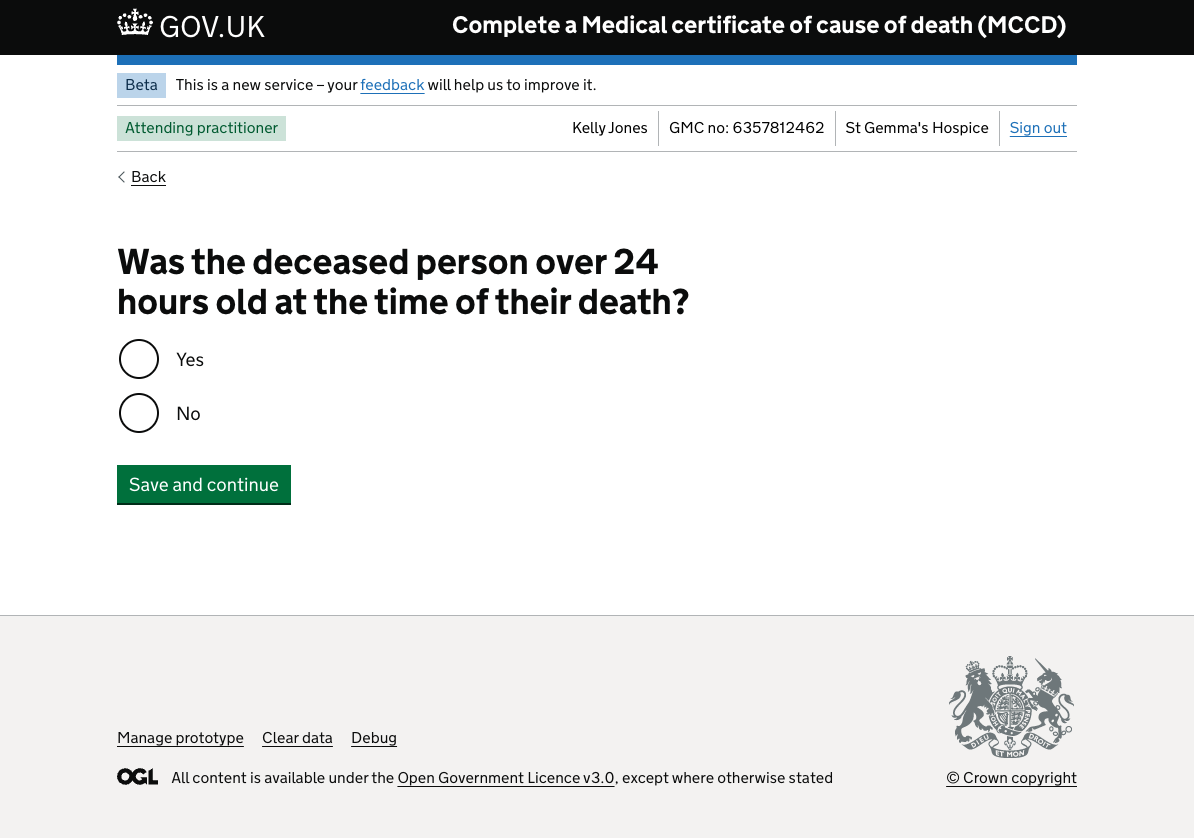 GOV.UK
Complete a Medical certificate of cause of death (MCCD)
Beta This is a new service – your feedback will help us to improve it.
Attending practitioner
Kelly Jones
GMC no: 6357812462
St Gemma's Hospice
Sign out
Back
Was the deceased person over 24
hours old at the time of their death?
Yes
No
Save and continue
Manage prototype
Clear data
Debug
DIEU ET MON DROIT
OGL All content is available under the Open Government Licence v3.0, except where otherwise stated
© Crown copyright